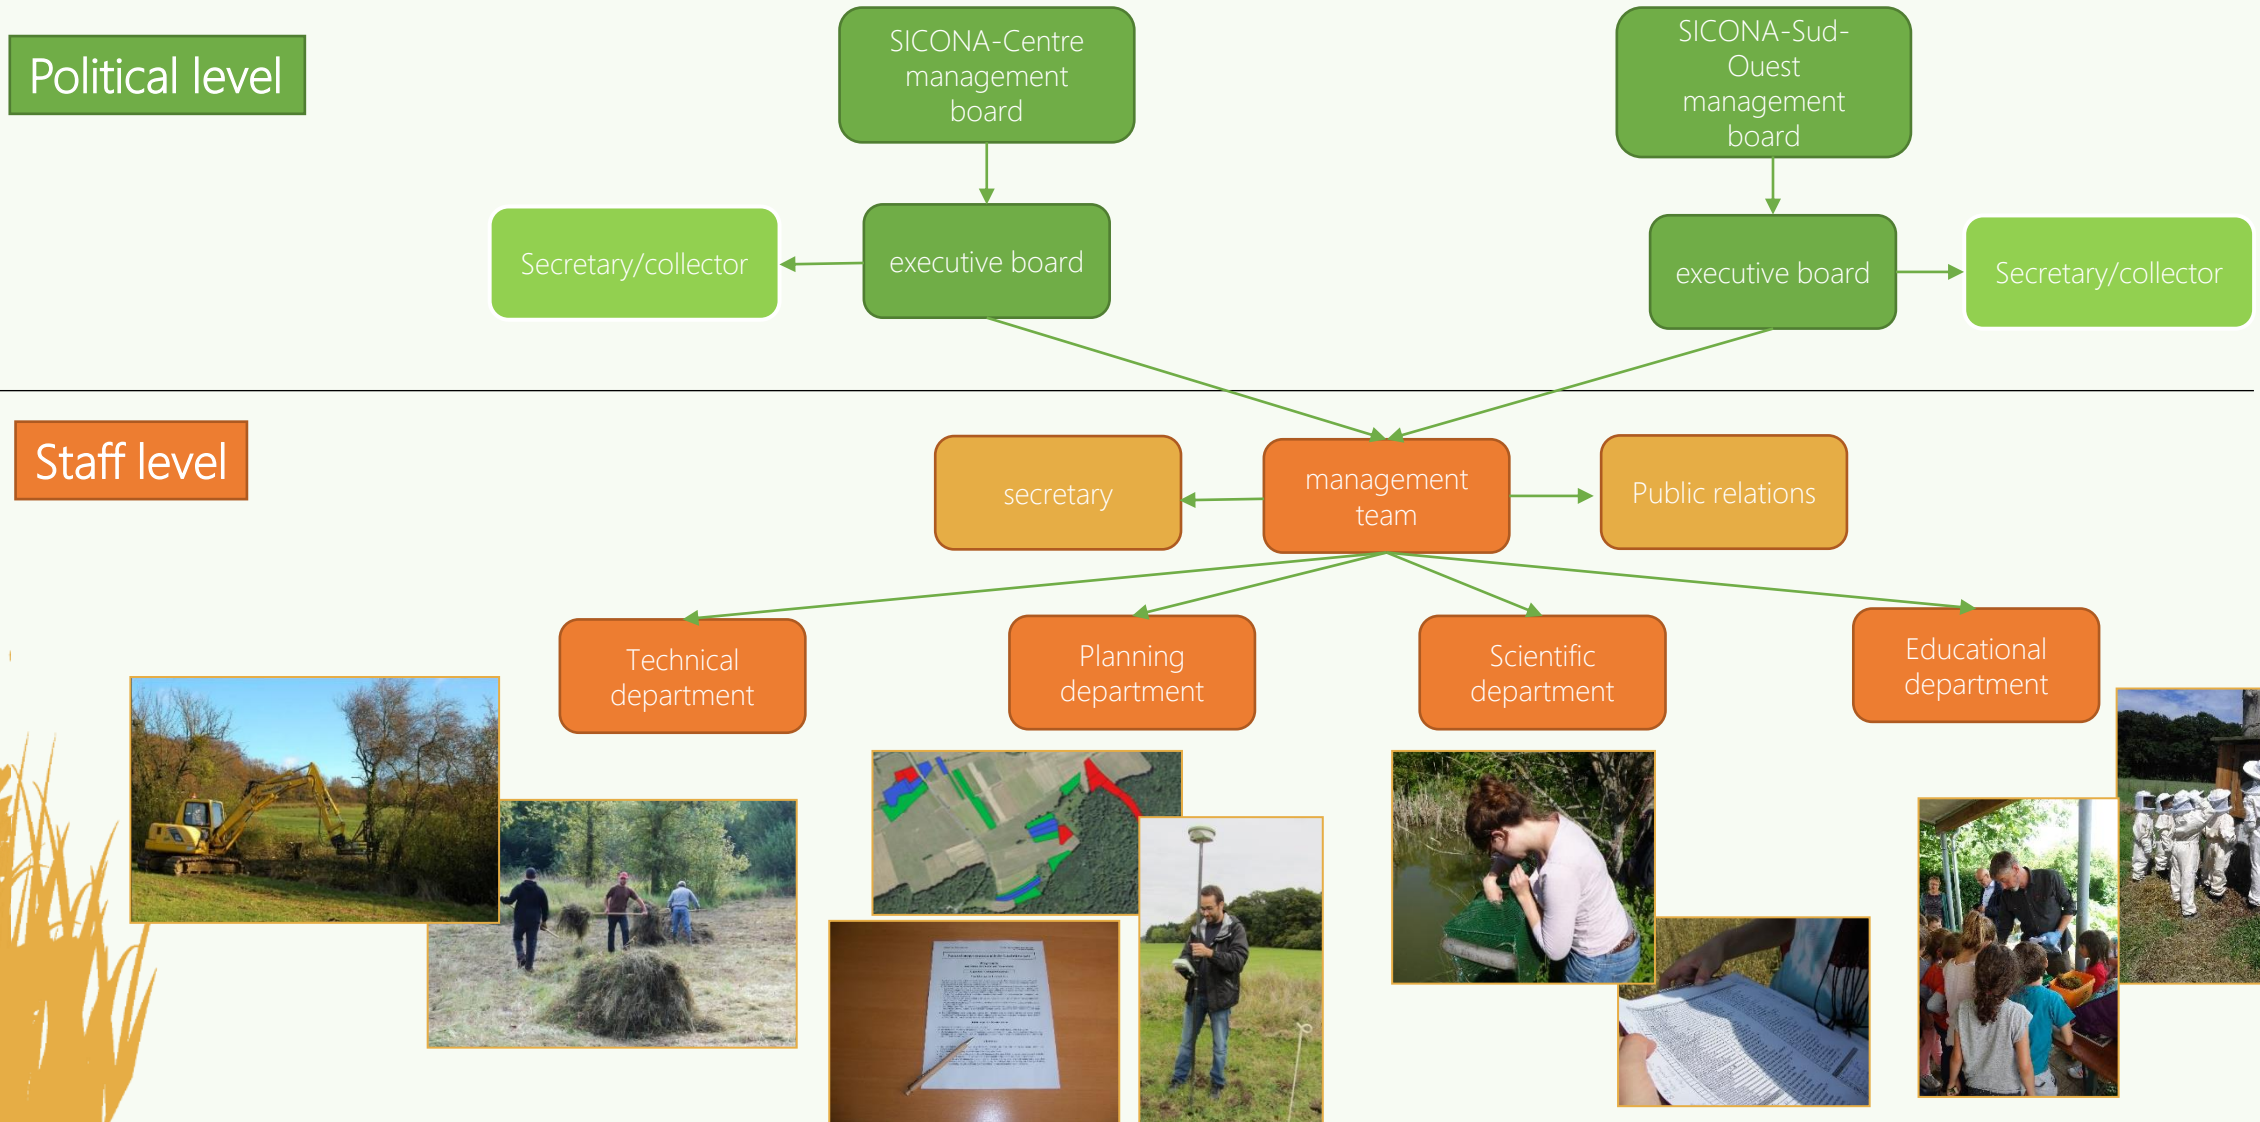 Political level
SICONA-Centre
management
board
SICONA-Sud-
Ouest
management
board
Secretary/collector
executive board
executive board
Secretary/collector
Staff level
secretary
management
team
Public relations
Technical
department
Planning
department
Scientific
department
Educational
department